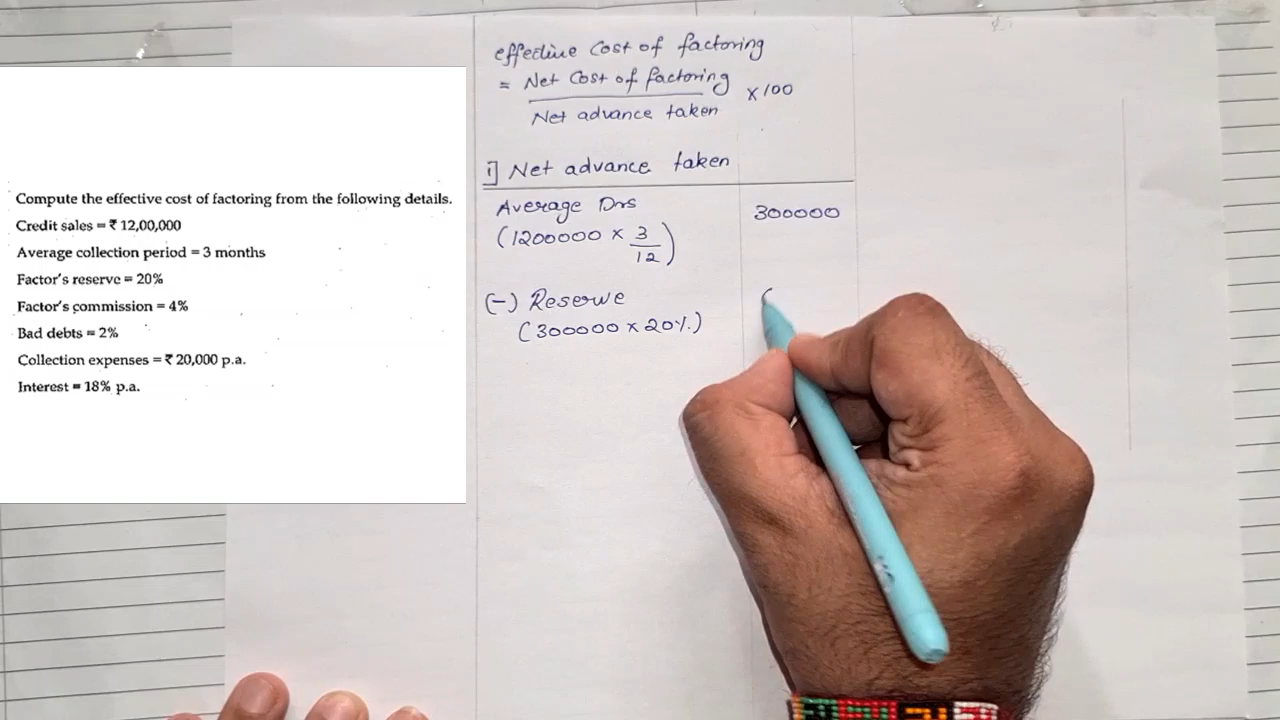 Compute the effective cost of factoring from the following details.
Credit sales = ₹ 12,00,000
Average collection period = 3 months
Factor's reserve = 20%
Factor's commission = 4%
Bad debts = 2%
Collection expenses = ₹ 20,000 p.a.
Interest = 18% p.a.
effective cost of factoring
= Net cost of factoring × 100
Net advance taken
i] Net advance taken
Average Drs 300000
(1200000 × 3/12)
(-) Reserve (
(300000 × 20%)